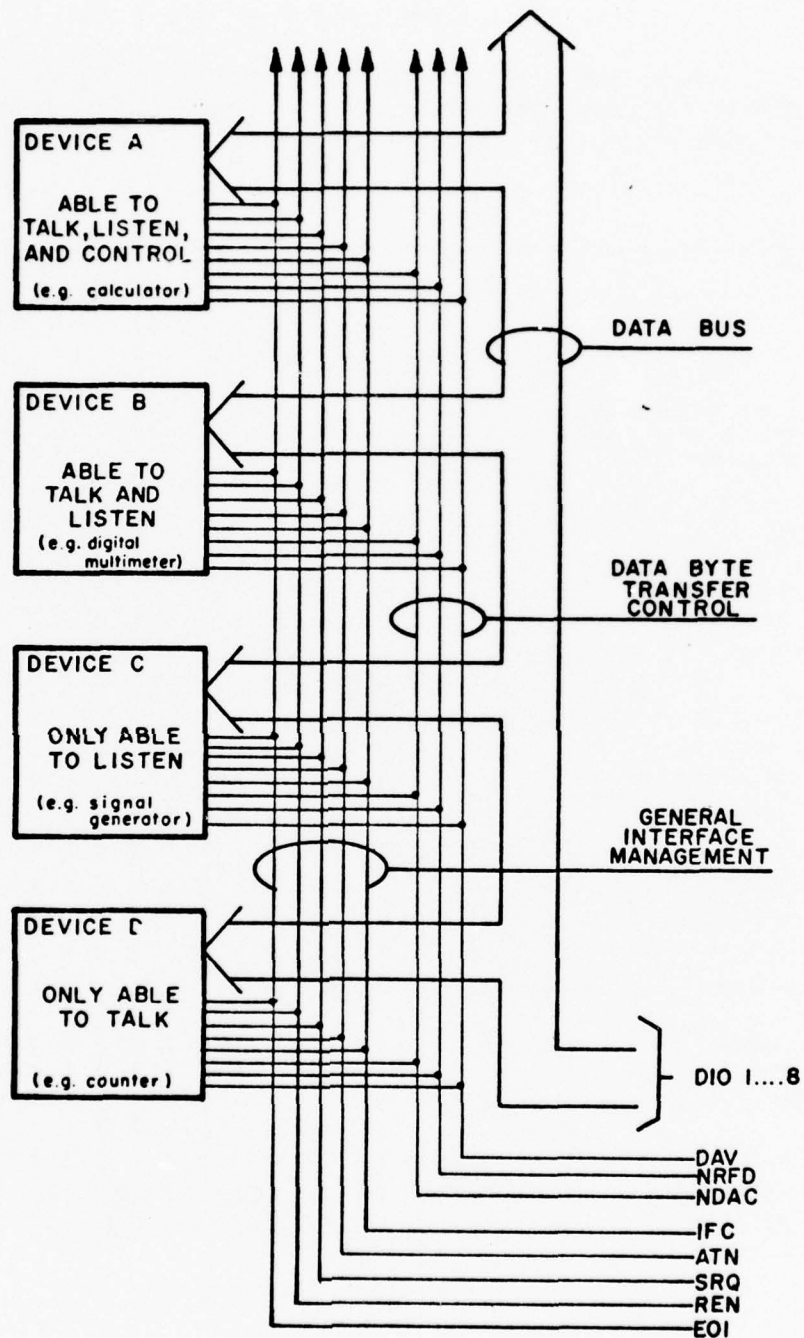 DEVICE A
ABLE TO
TALK, LISTEN,
AND CONTROL
(e.g. calculator)
DATA BUS
DEVICE B
ABLE TO
TALK AND
LISTEN
(e.g. digital
multimeter)
DATA BYTE
TRANSFER
CONTROL
DEVICE C
ONLY ABLE
TO LISTEN
(e.g. signal
generator)
GENERAL
INTERFACE
MANAGEMENT
DEVICE D
ONLY ABLE
TO TALK
(e.g. counter)
DIO 1....8
DAV
NRFD
NDAC
IFC
ATN
SRQ
REN
EOI